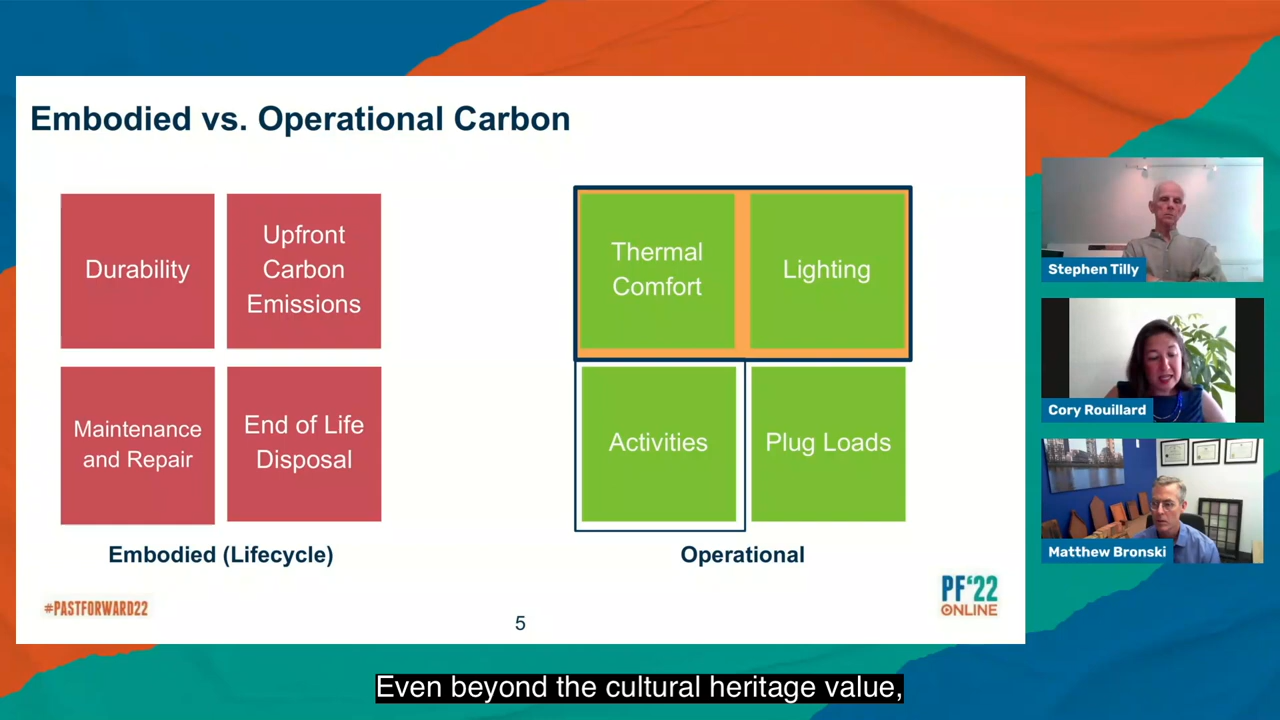 Embodied vs. Operational Carbon
Durability
Upfront
Carbon
Emissions
Maintenance
and Repair
End of Life
Disposal
Embodied (Lifecycle)
Thermal
Comfort
Lighting
Activities
Plug Loads
Operational
#PASTFORWARD22
5
PF'22
ONLINE
Stephen Tilly
Cory Rouillard
Matthew Bronski
Even beyond the cultural heritage value,